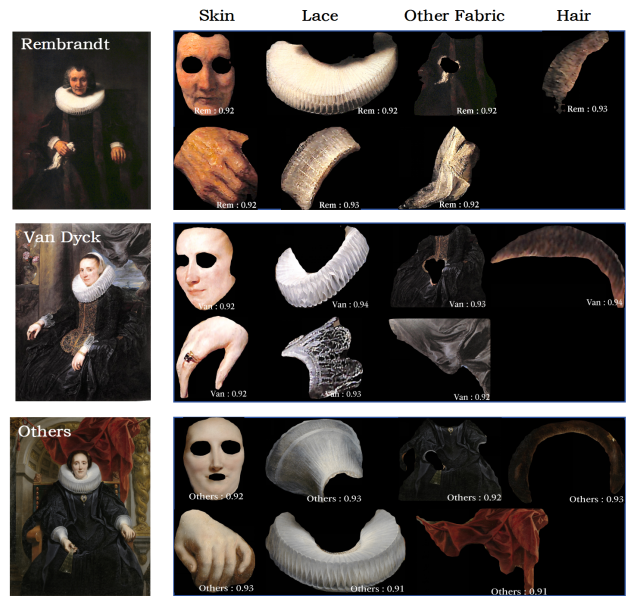 Skin Lace Other Fabric Hair
Rembrandt
Rem : 0.92 Rem : 0.92 Rem : 0.92 Rem : 0.93
Rem : 0.92 Rem : 0.93 Rem : 0.92
Van Dyck
Van : 0.92 Van : 0.94 Van : 0.93 Van : 0.94
Van : 0.92 Van : 0.93 Van : 0.92
Others
Others : 0.92 Others : 0.93 Others : 0.92 Others : 0.93
Others : 0.93 Others : 0.91 Others : 0.91